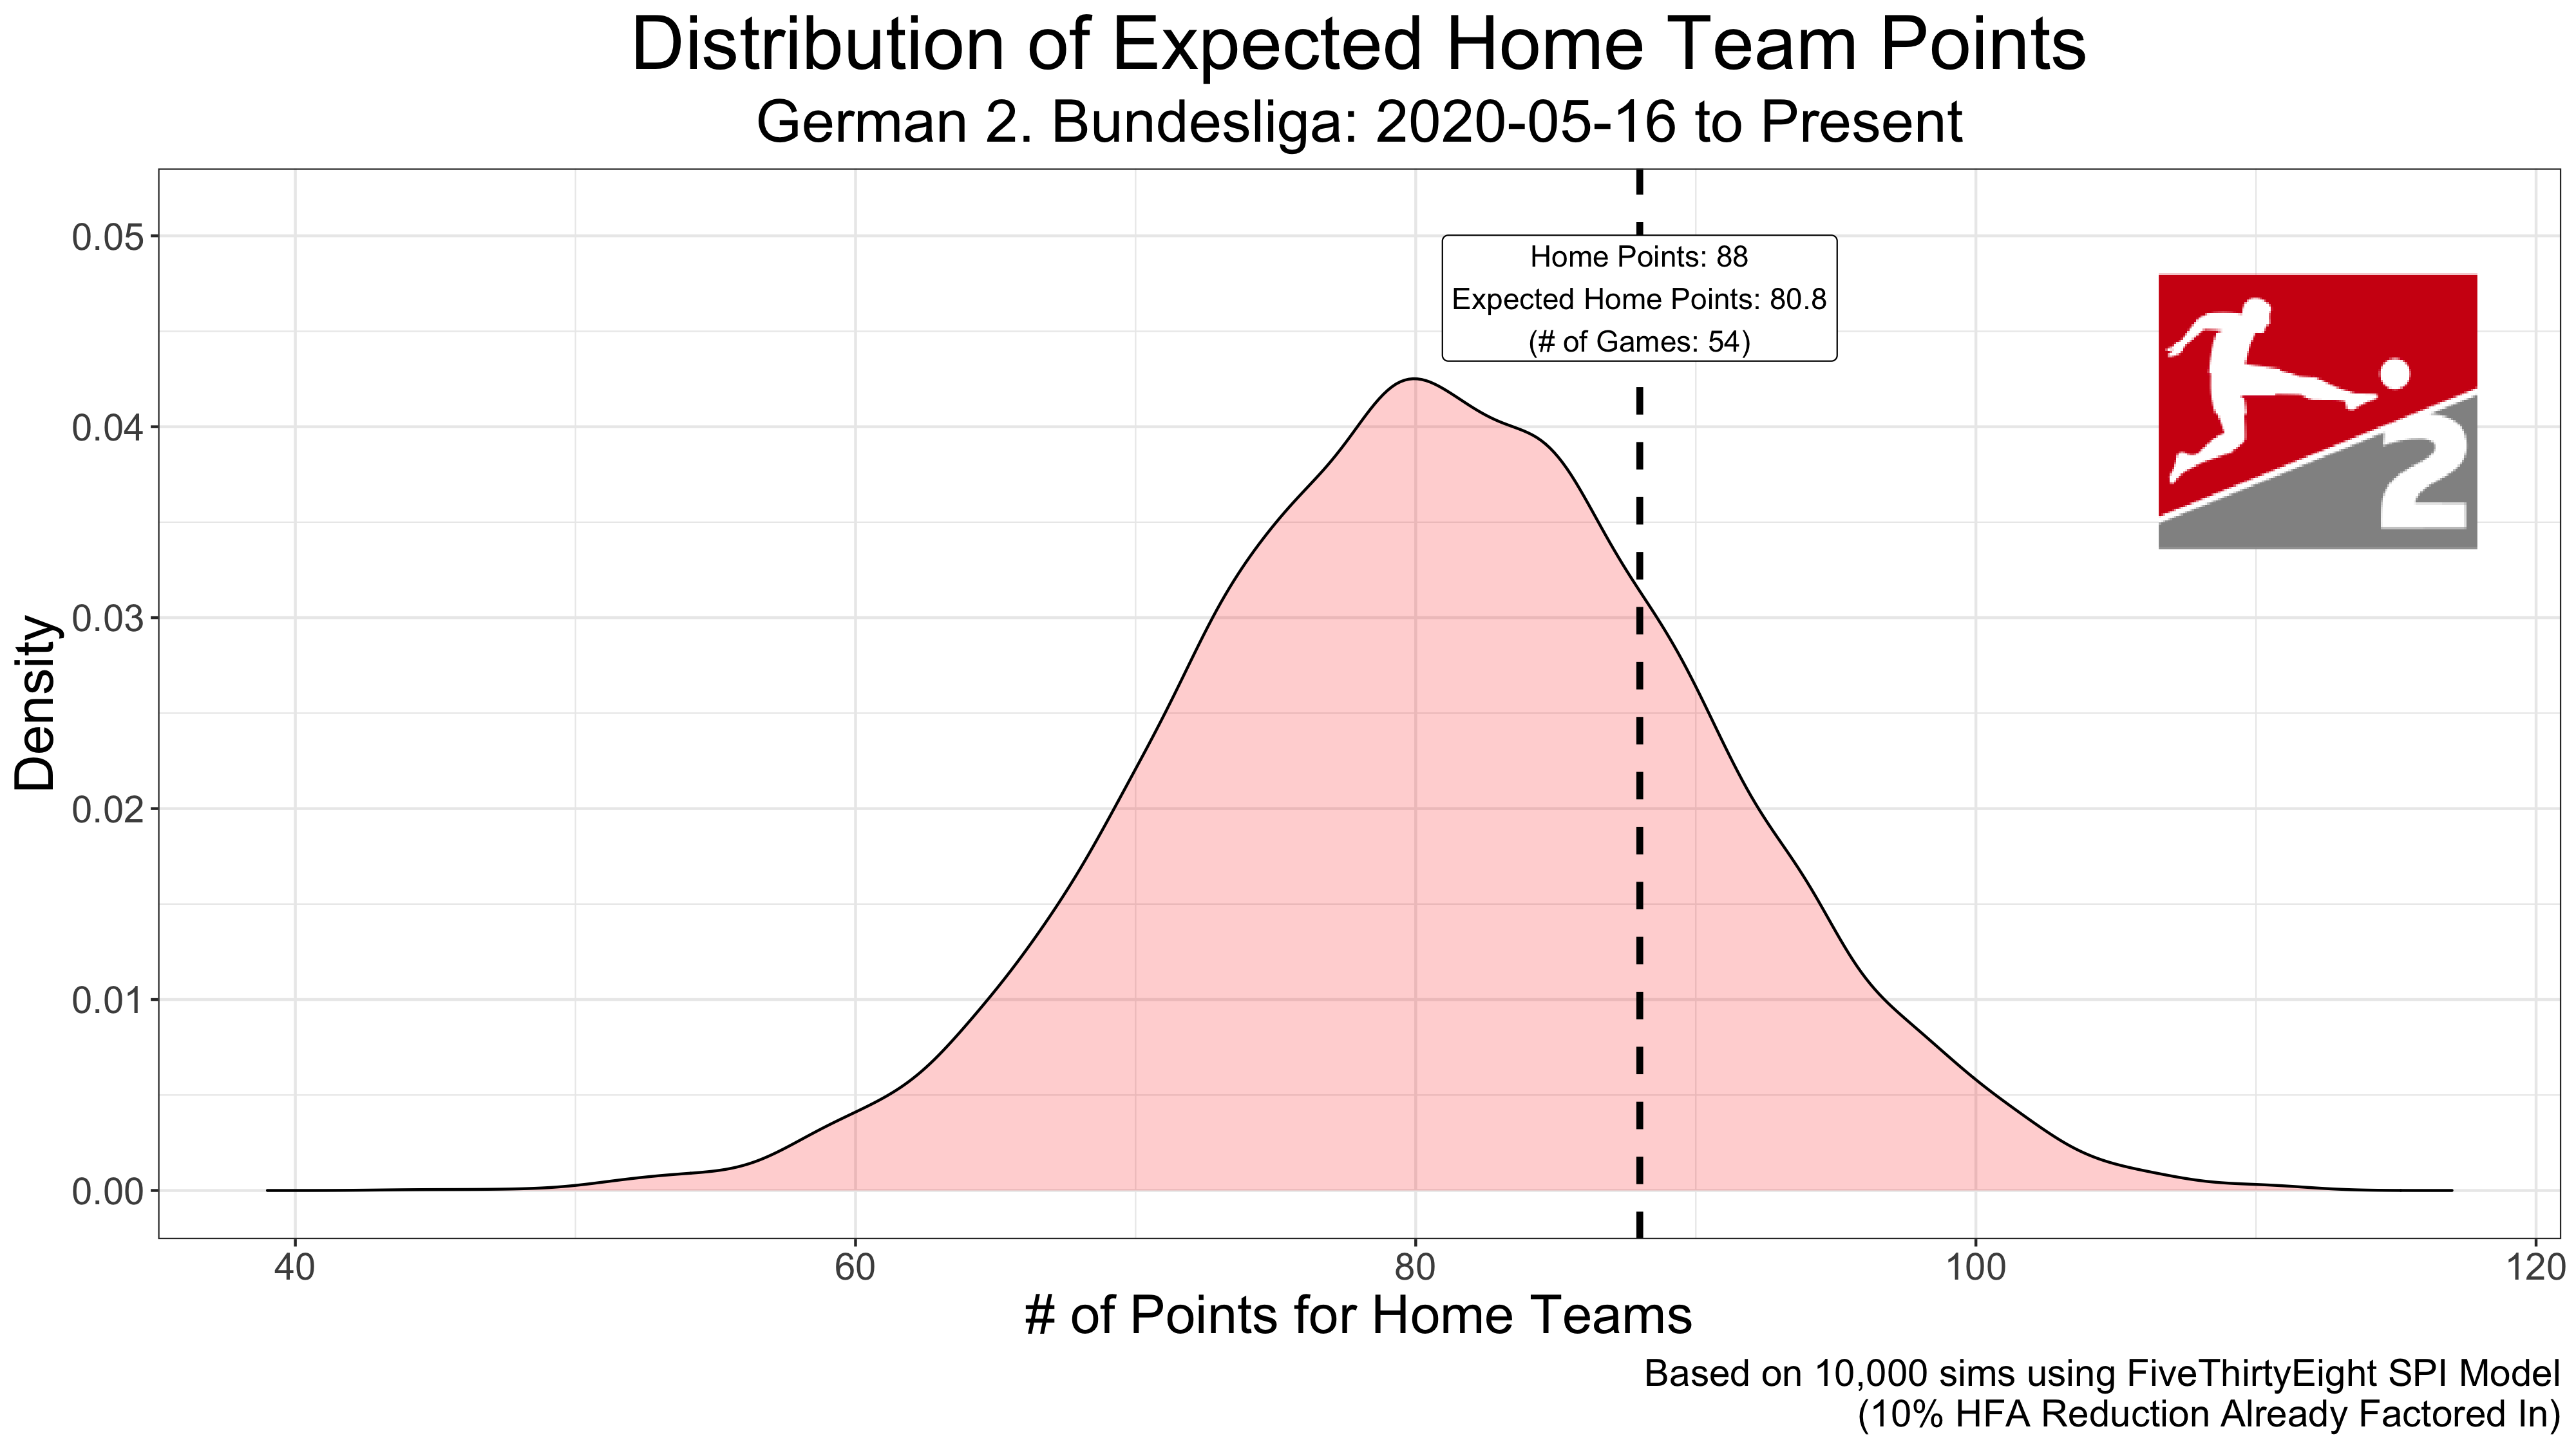 Distribution of Expected Home Team Points
German 2. Bundesliga: 2020-05-16 to Present
Home Points: 88
Expected Home Points: 80.8
(# of Games: 54)
2
Density
0.05
0.04
0.03
0.02
0.01
0.00
40 60 80 100 120
# of Points for Home Teams
Based on 10,000 sims using FiveThirtyEight SPI Model
(10% HFA Reduction Already Factored In)